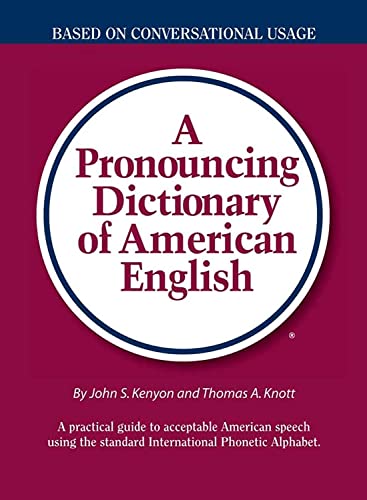 BASED ON CONVERSATIONAL USAGE
A
Pronouncing
Dictionary
of American
English
®
By John S. Kenyon and Thomas A. Knott
A practical guide to acceptable American speech
using the standard International Phonetic Alphabet.